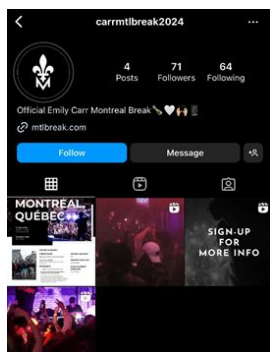 carrmtlbreak2024
4
71
64
Posts
Followers
Following
Official Emily Carr Montreal Break
mtlbreak.com
Follow
Message
MONTREAL,
QUÉBEC
SIGN-UP
FOR
MORE INFO